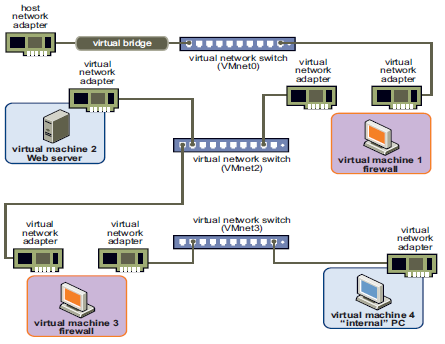 host
network
adapter
virtual bridge
virtual network switch
(VMnet0)
virtual
network
adapter
virtual
network
adapter
virtual
network
adapter
virtual machine 2
Web server
virtual machine 1
firewall
virtual network switch
(VMnet2)
virtual
network
adapter
virtual
network
adapter
virtual network switch
(VMnet3)
virtual
network
adapter
virtual machine 3
firewall
virtual machine 4
“internal” PC